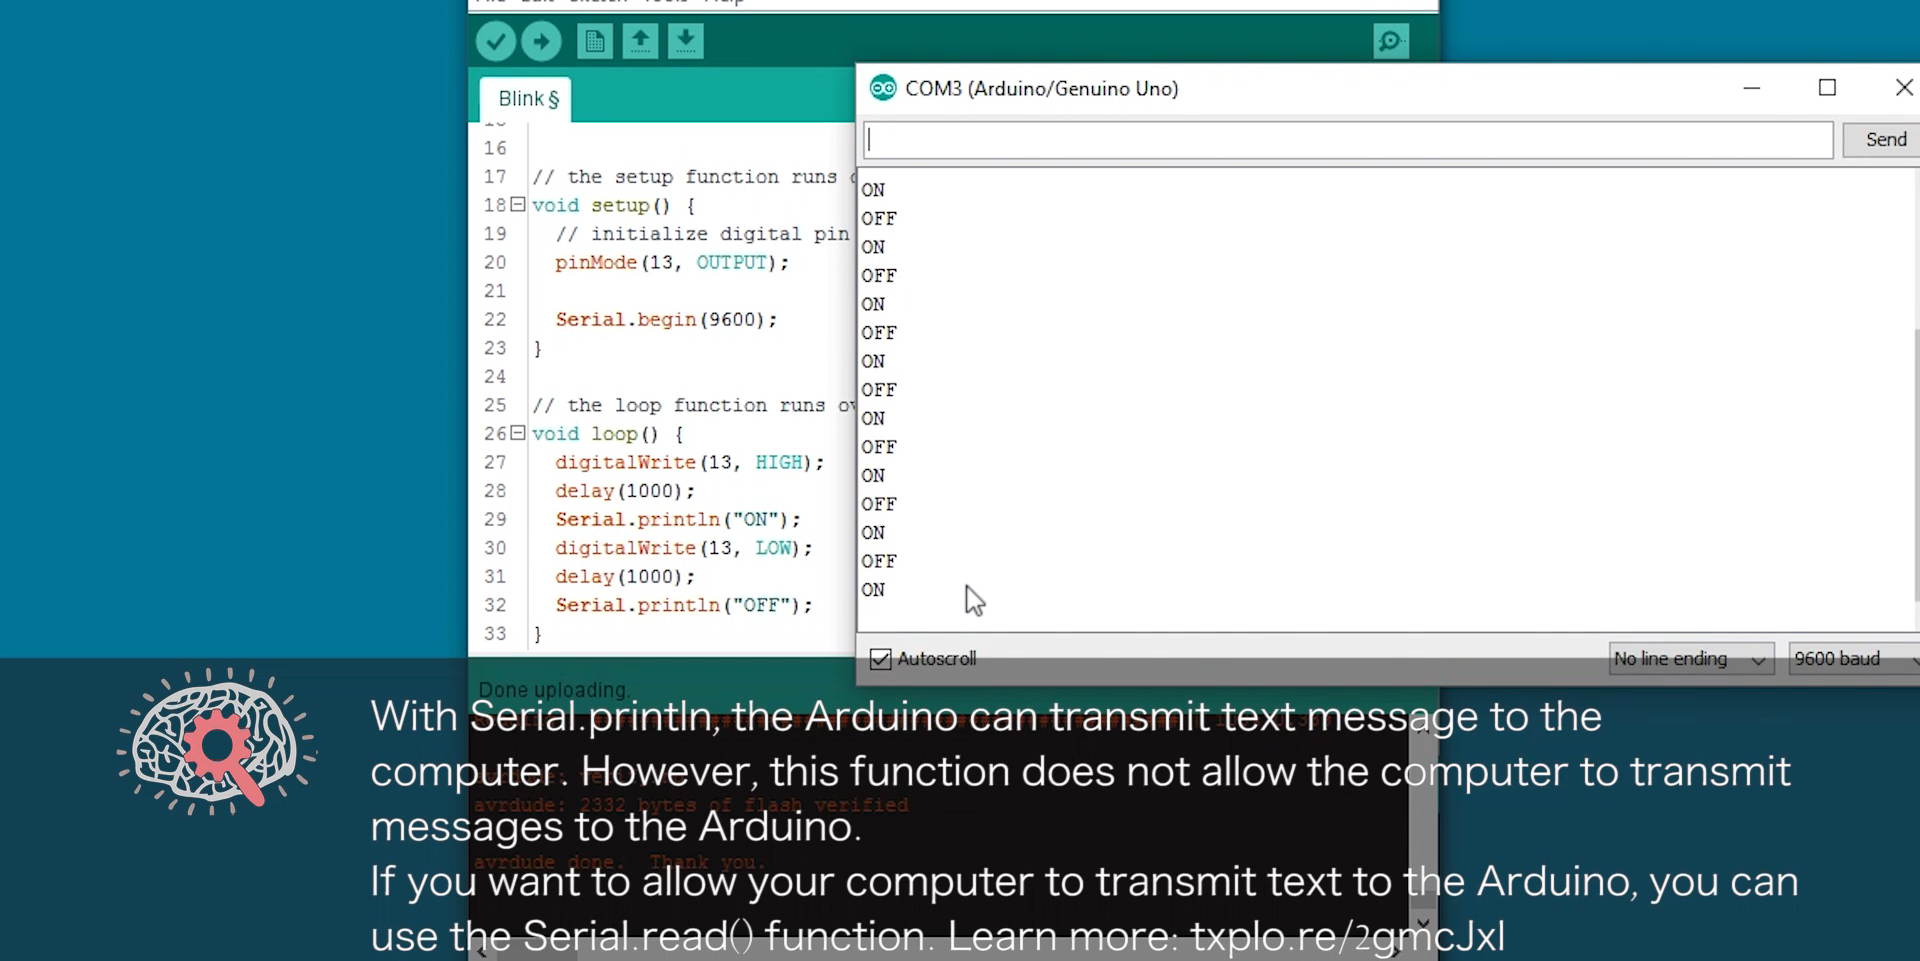 Blink §
COM3 (Arduino/Genuino Uno)
Send
16
17 // the setup function runs
18 void setup() {
19 // initialize digital pin
20 pinMode(13, OUTPUT);
21
22 Serial.begin(9600);
23 }
24
25 // the loop function runs
26 void loop() {
27 digitalWrite(13, HIGH);
28 delay(1000);
29 Serial.println("ON");
30 digitalWrite(13, LOW);
31 delay(1000);
32 Serial.println("OFF");
33 }
ON
OFF
ON
OFF
ON
OFF
ON
OFF
ON
OFF
ON
OFF
ON
OFF
ON
Autoscroll
No line ending
9600 baud
Done uploading.
avrdude: 2332 bytes of flash verified
avrdude done. Thank you.
With Serial.println, the Arduino can transmit text message to the
computer. However, this function does not allow the computer to transmit
messages to the Arduino.
If you want to allow your computer to transmit text to the Arduino, you can
use the Serial.read() function. Learn more: txplo.re/2gmcJxI